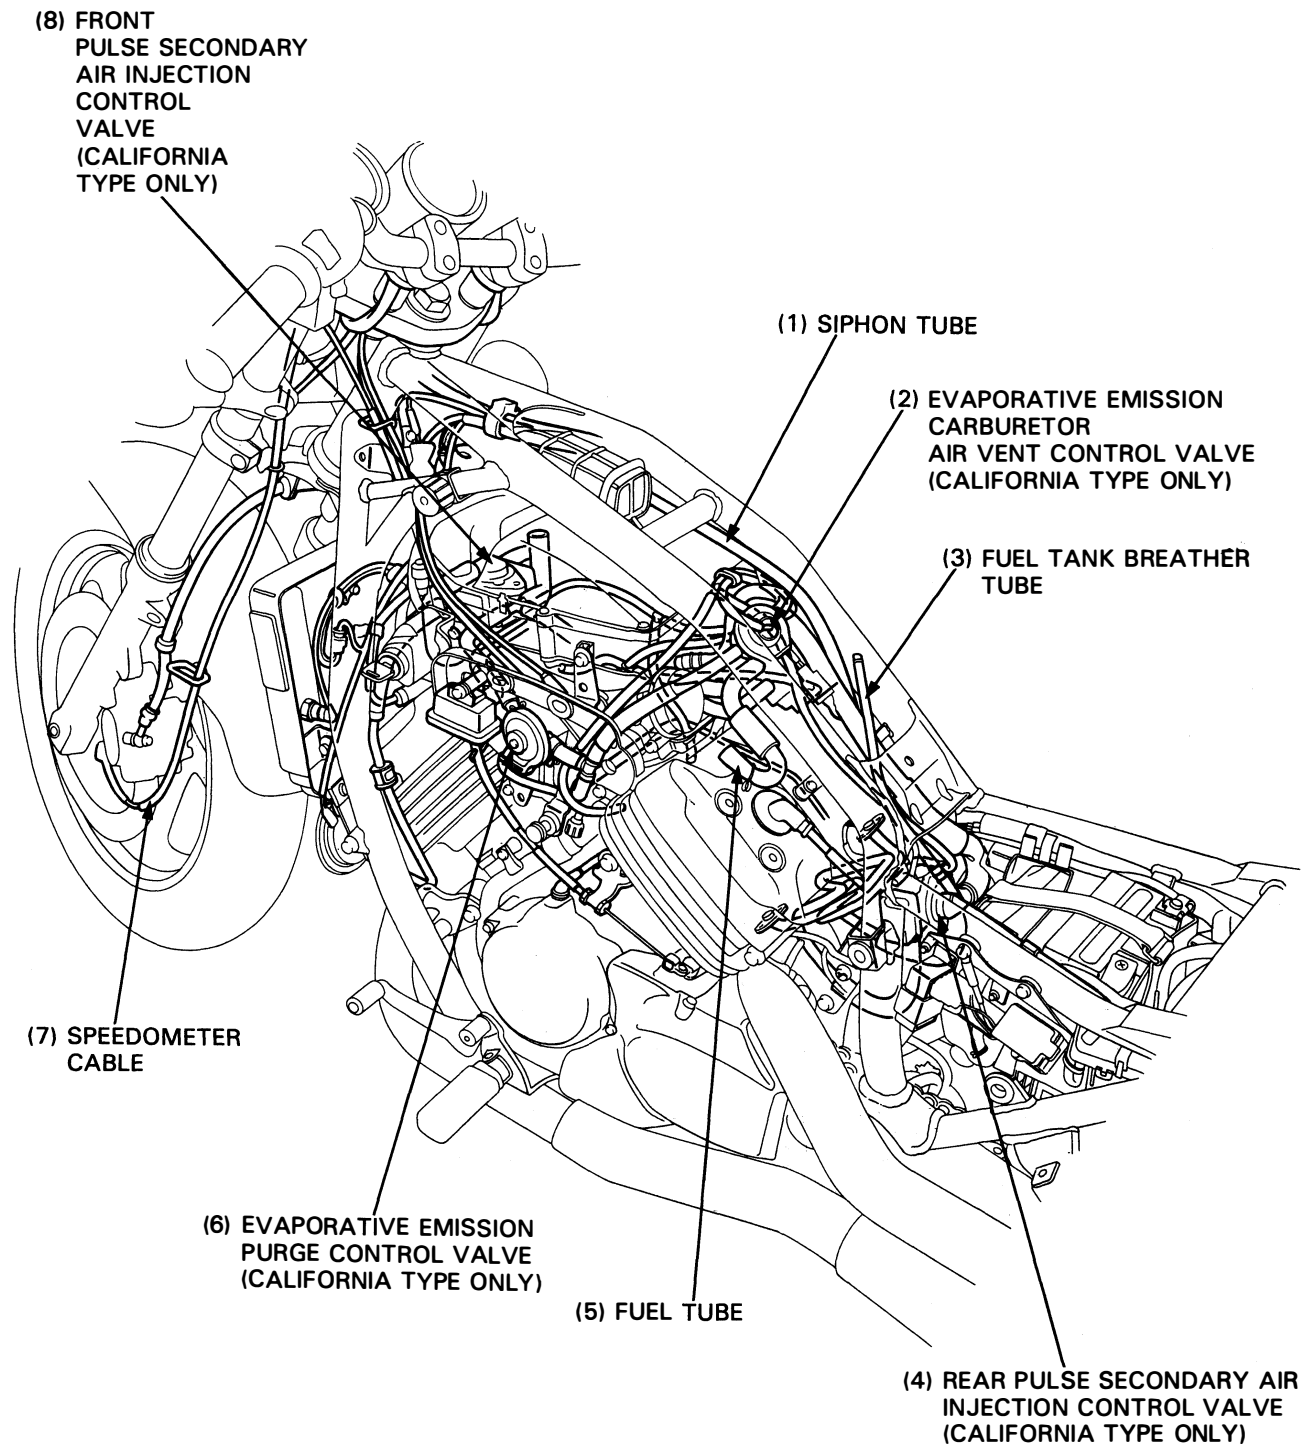 (8) FRONT
PULSE SECONDARY
AIR INJECTION
CONTROL
VALVE
(CALIFORNIA
TYPE ONLY)
(1) SIPHON TUBE
(2) EVAPORATIVE EMISSION
CARBURETOR
AIR VENT CONTROL VALVE
(CALIFORNIA TYPE ONLY)
(3) FUEL TANK BREATHER
TUBE
(7) SPEEDOMETER
CABLE
(6) EVAPORATIVE EMISSION
PURGE CONTROL VALVE
(CALIFORNIA TYPE ONLY)
(5) FUEL TUBE
(4) REAR PULSE SECONDARY AIR
INJECTION CONTROL VALVE
(CALIFORNIA TYPE ONLY)